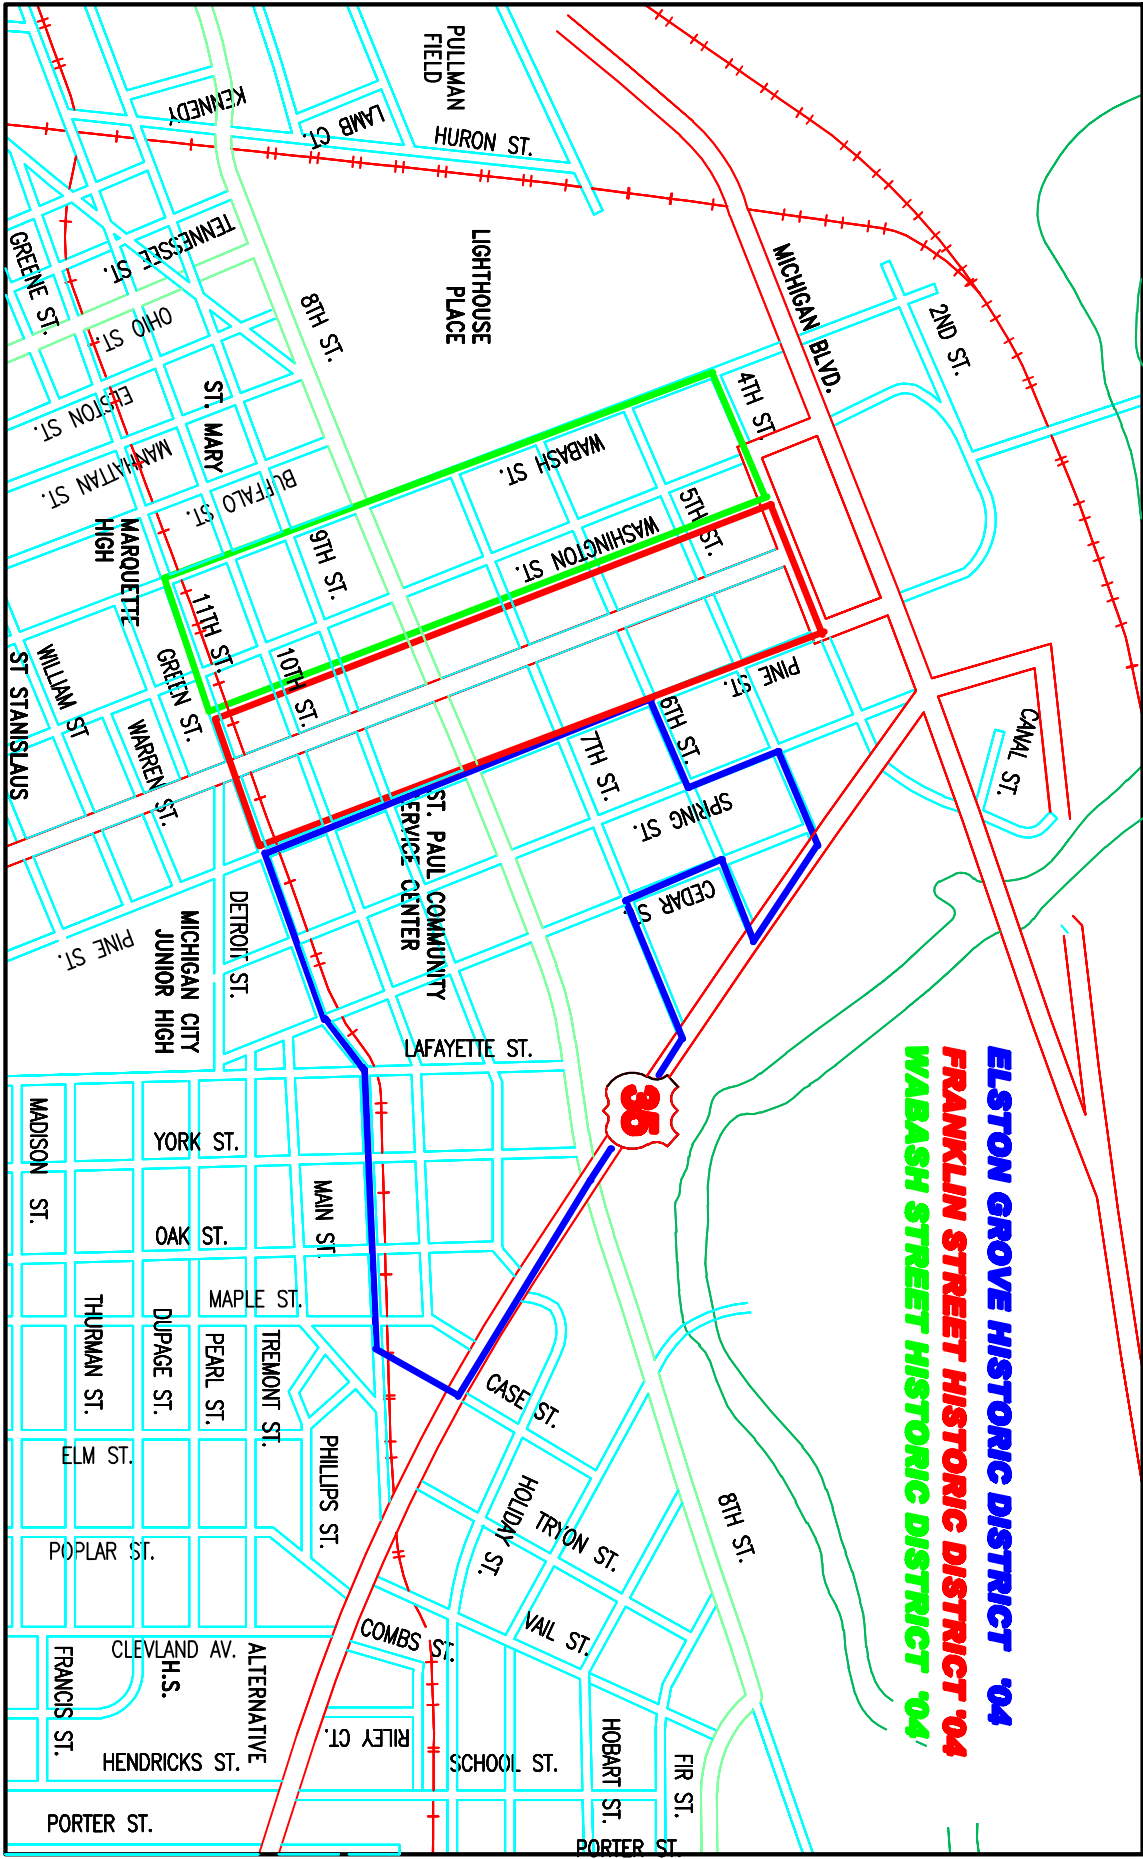 ELSTON GROVE HISTORIC DISTRICT '04
FRANKLIN STREET HISTORIC DISTRICT '04
WABASH STREET HISTORIC DISTRICT '04
PULLMAN
FIELD
KENNEDY
LAMB CT.
HURON ST.
LIGHTHOUSE
PLACE
MICHIGAN BLVD.
2ND ST.
TENNESSEE ST.
GREENE ST.
OHIO ST.
8TH ST.
ELSTON ST.
ST. MARY
MANHATTAN ST.
BUFFALO ST.
WABASH ST.
4TH ST.
5TH ST.
WASHINGTON ST.
MARQUETTE
HIGH
9TH ST.
11TH ST.
10TH ST.
GREEN ST.
WILLIAM ST
ST STANISLAUS
WARREN ST.
PINE ST.
6TH ST.
7TH ST.
SPRING ST.
CANAL ST.
CEDAR ST.
ST. PAUL COMMUNITY
SERVICE CENTER
DETROIT ST.
PINE ST.
MICHIGAN CITY
JUNIOR HIGH
LAFAYETTE ST.
35
MADISON ST.
YORK ST.
MAIN ST.
OAK ST.
MAPLE ST.
THURMAN ST.
DUPAGE ST.
PEARL ST.
TREMONT ST.
CASE ST.
ELM ST.
PHILLIPS ST.
HOLIDAY ST.
TRYON ST.
8TH ST.
POPLAR ST.
VAIL ST.
COMBS ST.
CLEVLAND AV.
ALTERNATIVE
H.S.
FRANCIS ST.
RILEY CT.
HENDRICKS ST.
SCHOOL ST.
HOBART ST.
FIR ST.
PORTER ST.
PORTER ST.